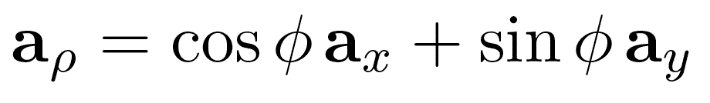 𝐚_ρ = cos ϕ 𝐚_x + sin ϕ 𝐚_y